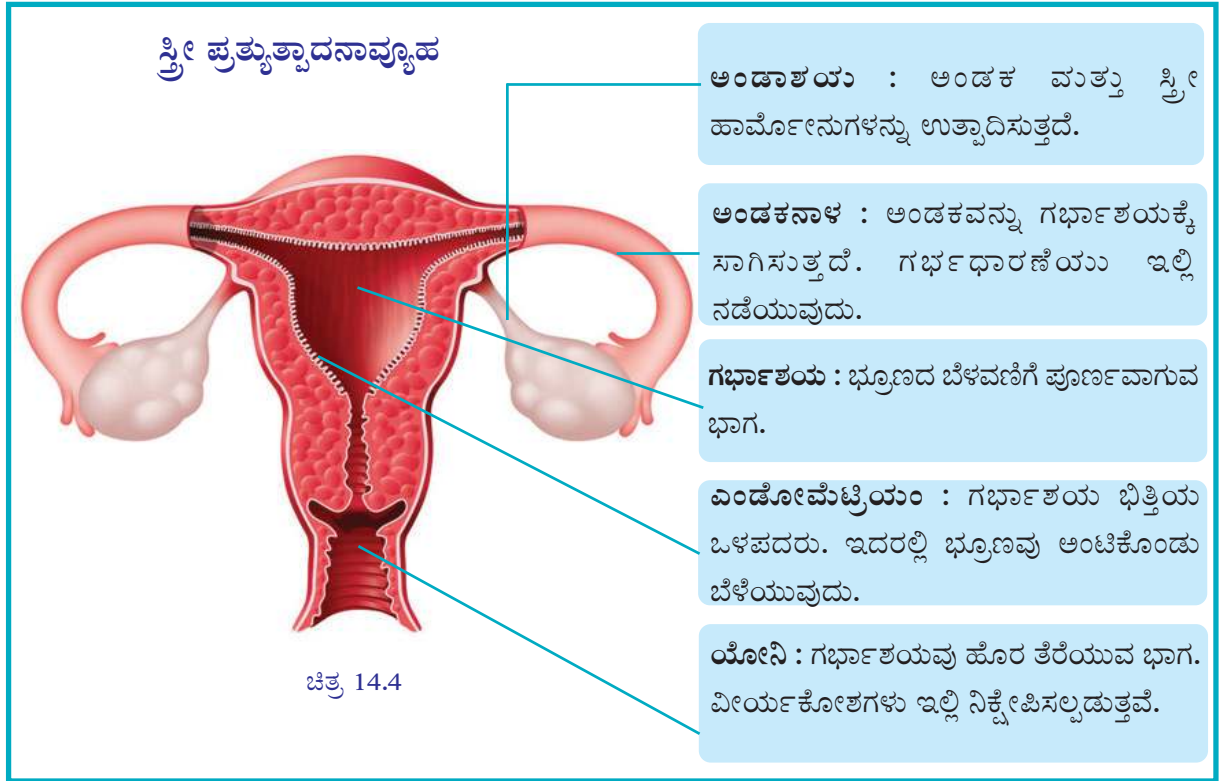 ಸ್ತ್ರೀ ಪ್ರತ್ಯುತ್ಪಾದನಾವ್ಯೂಹ
ಅಂಡಾಶಯ : ಅಂಡಕ ಮತ್ತು ಸ್ತ್ರೀ
ಹಾರ್ಮೋನುಗಳನ್ನು ಉತ್ಪಾದಿಸುತ್ತದೆ.
ಅಂಡಕನಾಳ : ಅಂಡಕವನ್ನು ಗರ್ಭಾಶಯಕ್ಕೆ
ಸಾಗಿಸುತ್ತದೆ. ಗರ್ಭಧಾರಣೆಯು ಇಲ್ಲಿ
ನಡೆಯುವುದು.
ಗರ್ಭಾಶಯ : ಭ್ರೂಣದ ಬೆಳವಣಿಗೆ ಪೂರ್ಣವಾಗುವ
ಭಾಗ.
ಎಂಡೋಮೆಟ್ರಿಯಂ : ಗರ್ಭಾಶಯ ಭಿತ್ತಿಯ
ಒಳಪದರು. ಇದರಲ್ಲಿ ಭ್ರೂಣವು ಅಂಟಿಕೊಂಡು
ಬೆಳೆಯುವುದು.
ಯೋನಿ : ಗರ್ಭಾಶಯವು ಹೊರ ತೆರೆಯುವ ಭಾಗ.
ವೀರ್ಯಕೋಶಗಳು ಇಲ್ಲಿ ನಿಕ್ಷೇಪಿಸಲ್ಪಡುತ್ತವೆ.
ಚಿತ್ರ 14.4